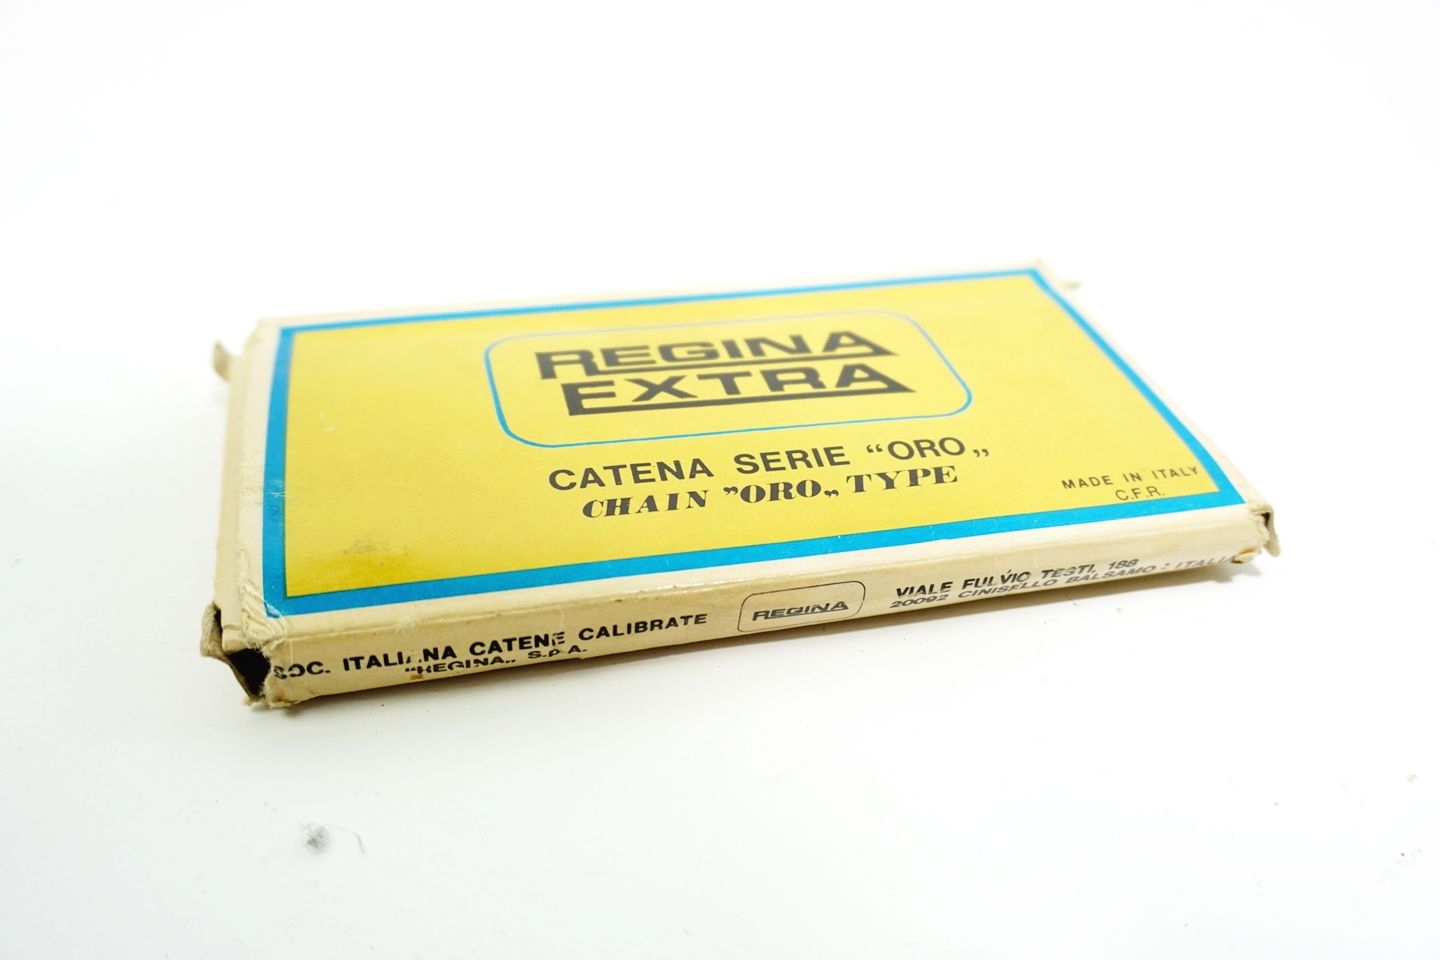 REGINA
EXTRA
CATENA SERIE “ORO„
CHAIN ”ORO„ TYPE
MADE IN ITALY
C.F.R.
SOC. ITALIANA CATENE CALIBRATE
“REGINA„ S.p.A.
REGINA
VIALE FULVIO TESTI, 188
20092 CINISELLO BALSAMO - ITALIA